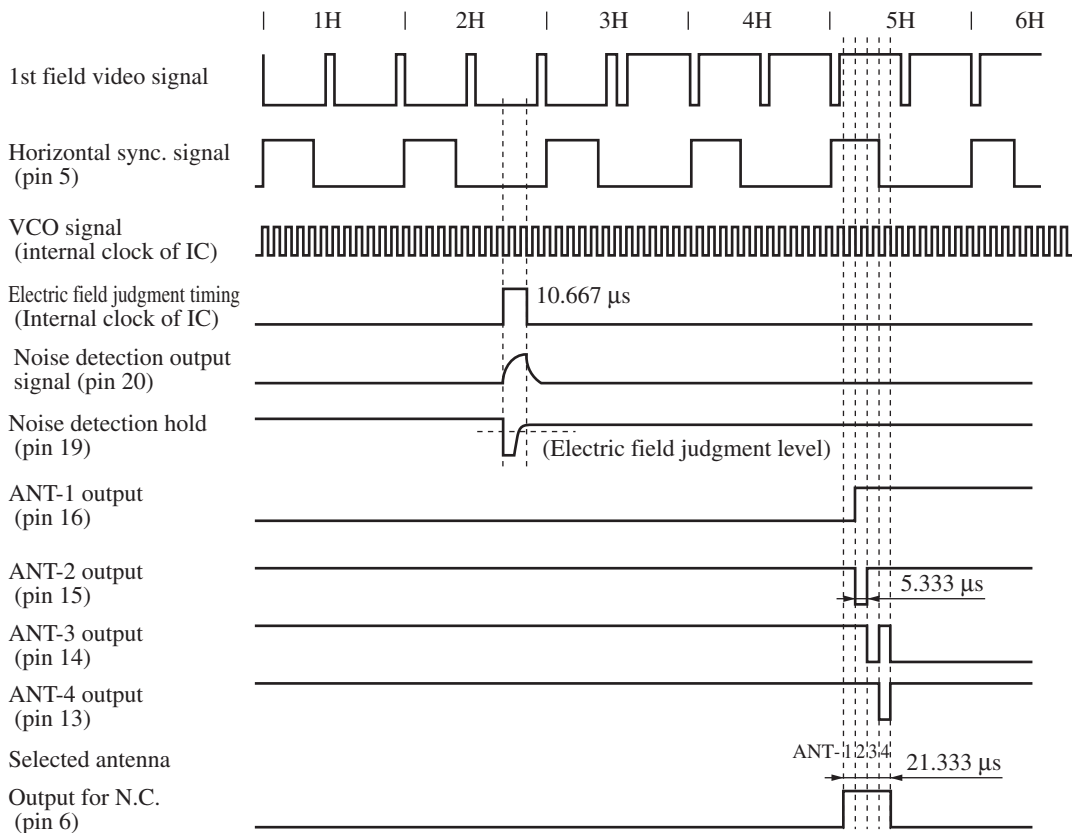 | 1H | 2H | 3H | 4H | 5H | 6H
1st field video signal
Horizontal sync. signal
(pin 5)
VCO signal
(internal clock of IC)
Electric field judgment timing
(Internal clock of IC)
10.667 μs
Noise detection output
signal (pin 20)
Noise detection hold
(pin 19)
(Electric field judgment level)
ANT-1 output
(pin 16)
ANT-2 output
(pin 15)
5.333 μs
ANT-3 output
(pin 14)
ANT-4 output
(pin 13)
Selected antenna
ANT-1234
21.333 μs
Output for N.C.
(pin 6)